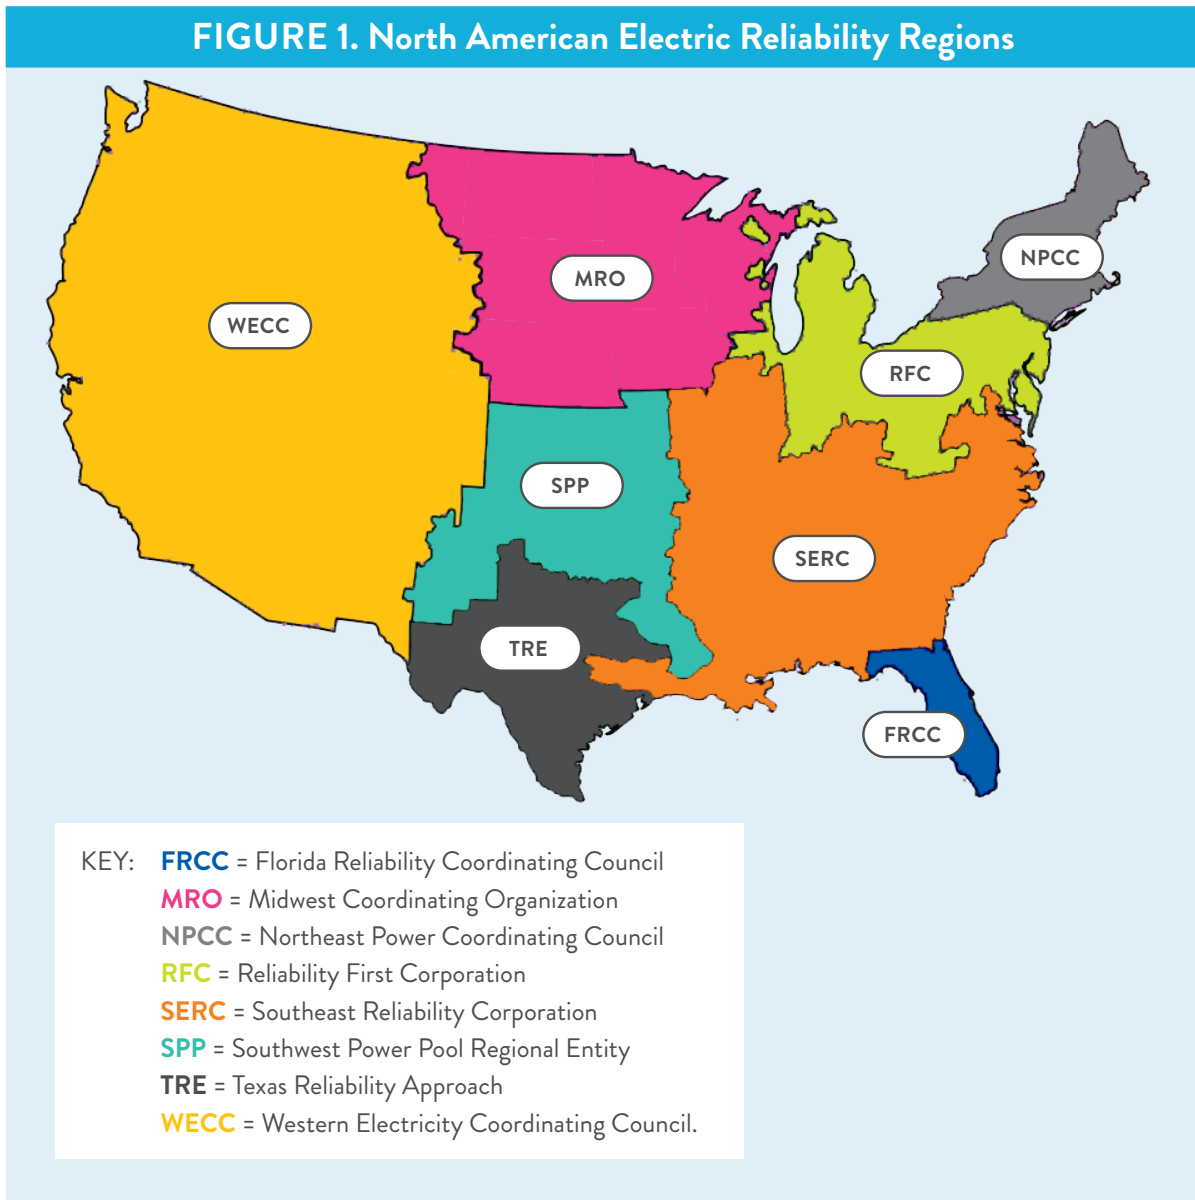 FIGURE 1. North American Electric Reliability Regions
NPCC
MRO
WECC
RFC
SPP
SERC
TRE
FRCC
KEY: FRCC = Florida Reliability Coordinating Council
MRO = Midwest Coordinating Organization
NPCC = Northeast Power Coordinating Council
RFC = Reliability First Corporation
SERC = Southeast Reliability Corporation
SPP = Southwest Power Pool Regional Entity
TRE = Texas Reliability Approach
WECC = Western Electricity Coordinating Council.